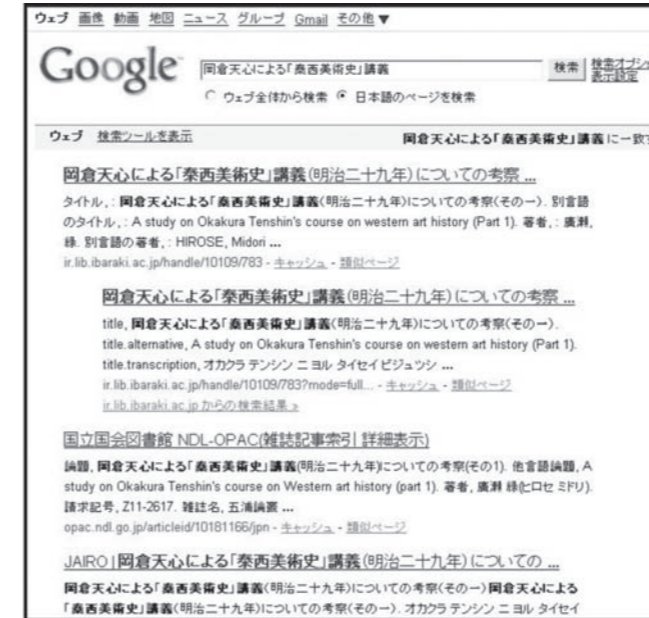 ウェブ 画像 動画 地図 ニュース グループ Gmail その他▼
Google
岡倉天心による「泰西美術史」講義
検索
検索オプシ
表示設定
ウェブ全体から検索 日本語のページを検索
ウェブ 検索ツールを表示
岡倉天心による「泰西美術史」講義 に一致す
岡倉天心による「泰西美術史」講義(明治二十九年)についての考察 ...
タイトル, : 岡倉天心による「泰西美術史」講義(明治二十九年)についての考察(その一). 別言語
のタイトル, : A study on Okakura Tenshin's course on western art history (Part 1). 著者, : 廣瀬,
緑. 別言語の著者, : HIROSE, Midori ...
ir.lib.ibaraki.ac.jp/handle/10109/783 - キャッシュ - 類似ページ
岡倉天心による「泰西美術史」講義(明治二十九年)についての考察 ...
title, 岡倉天心による「泰西美術史」講義(明治二十九年)についての考察(その一).
title.alternative, A study on Okakura Tenshin's course on western art history (Part 1).
title.transcription, オカクラ テンシン ニ ヨル タイセイ ビジュツシ ...
ir.lib.ibaraki.ac.jp/handle/10109/783?mode=full... - キャッシュ - 類似ページ
ir.lib.ibaraki.ac.jp からの検索結果 »
国立国会図書館 NDL-OPAC(雑誌記事索引 詳細表示)
論題, 岡倉天心による「泰西美術史」講義(明治二十九年)についての考察(その1). 他言語論題, A
study on Okakura Tenshin's course on Western art history (part 1). 著者, 廣瀬 緑(ヒロセ ミドリ).
請求記号, Z11-2617. 雑誌名, 五浦論叢 ...
opac.ndl.go.jp/articleid/10181166/jpn - キャッシュ - 類似ページ
JAIRO | 岡倉天心による「泰西美術史」講義(明治二十九年)についての ...
岡倉天心による「泰西美術史」講義(明治二十九年)についての考察(その一)岡倉天心による
「泰西美術史」講義(明治二十九年)についての考察(その一). オカクラ テンシン ニ ヨル タイセイ